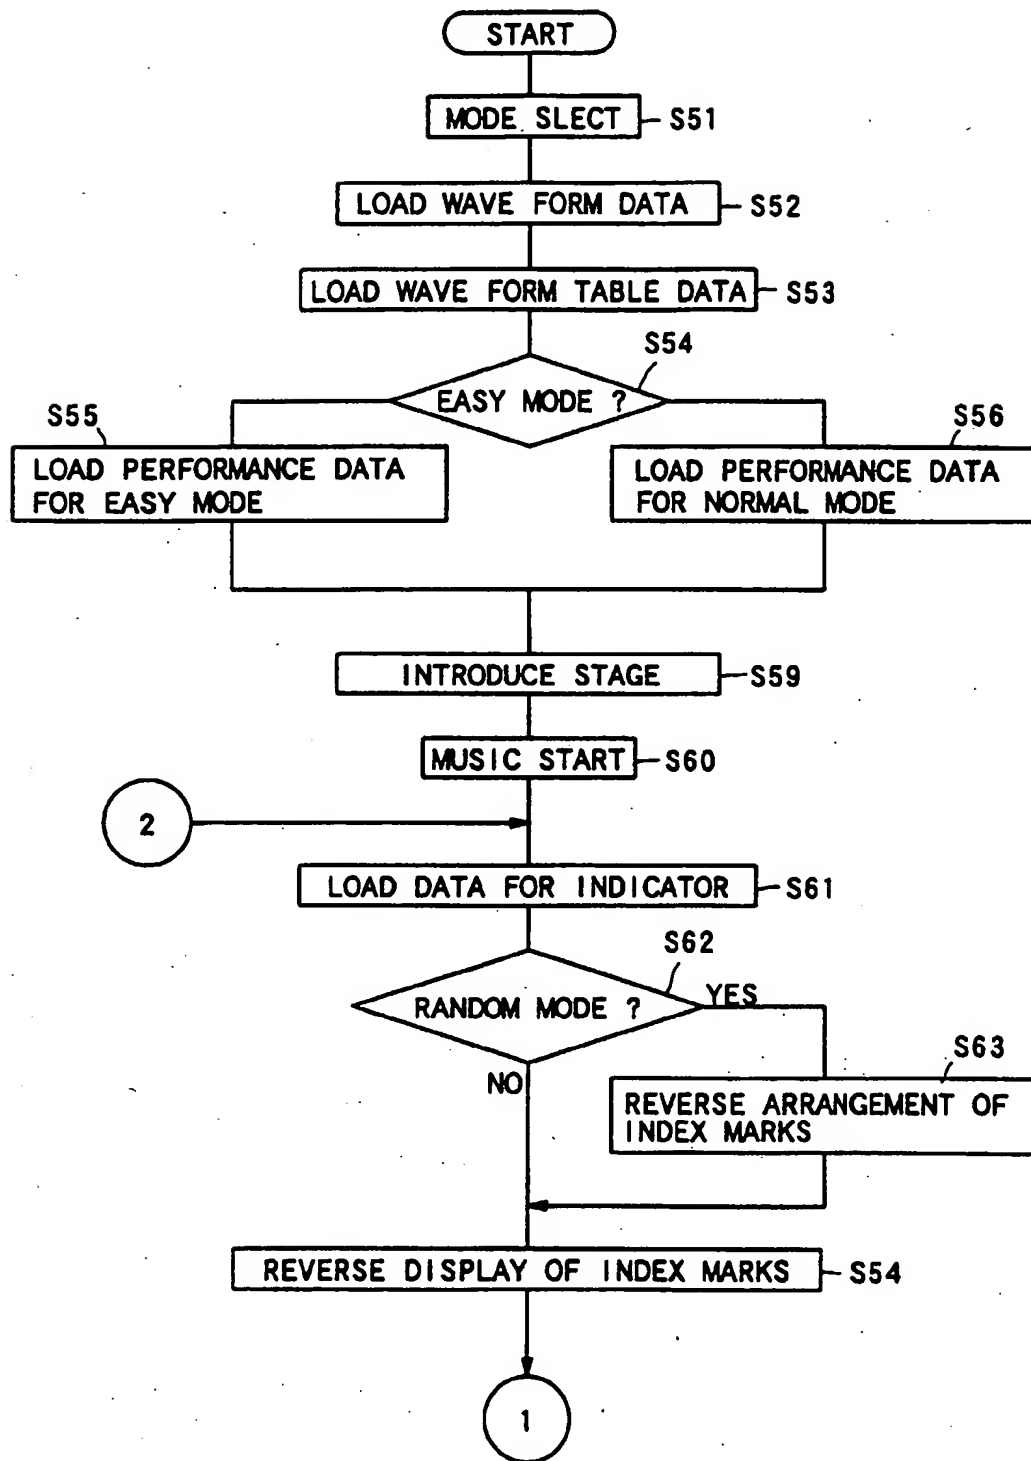 START
MODE SLECT
S51
LOAD WAVE FORM DATA
S52
LOAD WAVE FORM TABLE DATA
S53
S54
EASY MODE ?
S55
LOAD PERFORMANCE DATA
FOR EASY MODE
S56
LOAD PERFORMANCE DATA
FOR NORMAL MODE
INTRODUCE STAGE
S59
MUSIC START
S60
2
LOAD DATA FOR INDICATOR
S61
S62
RANDOM MODE ?
YES
NO
S63
REVERSE ARRANGEMENT OF
INDEX MARKS
REVERSE DISPLAY OF INDEX MARKS
S54
1